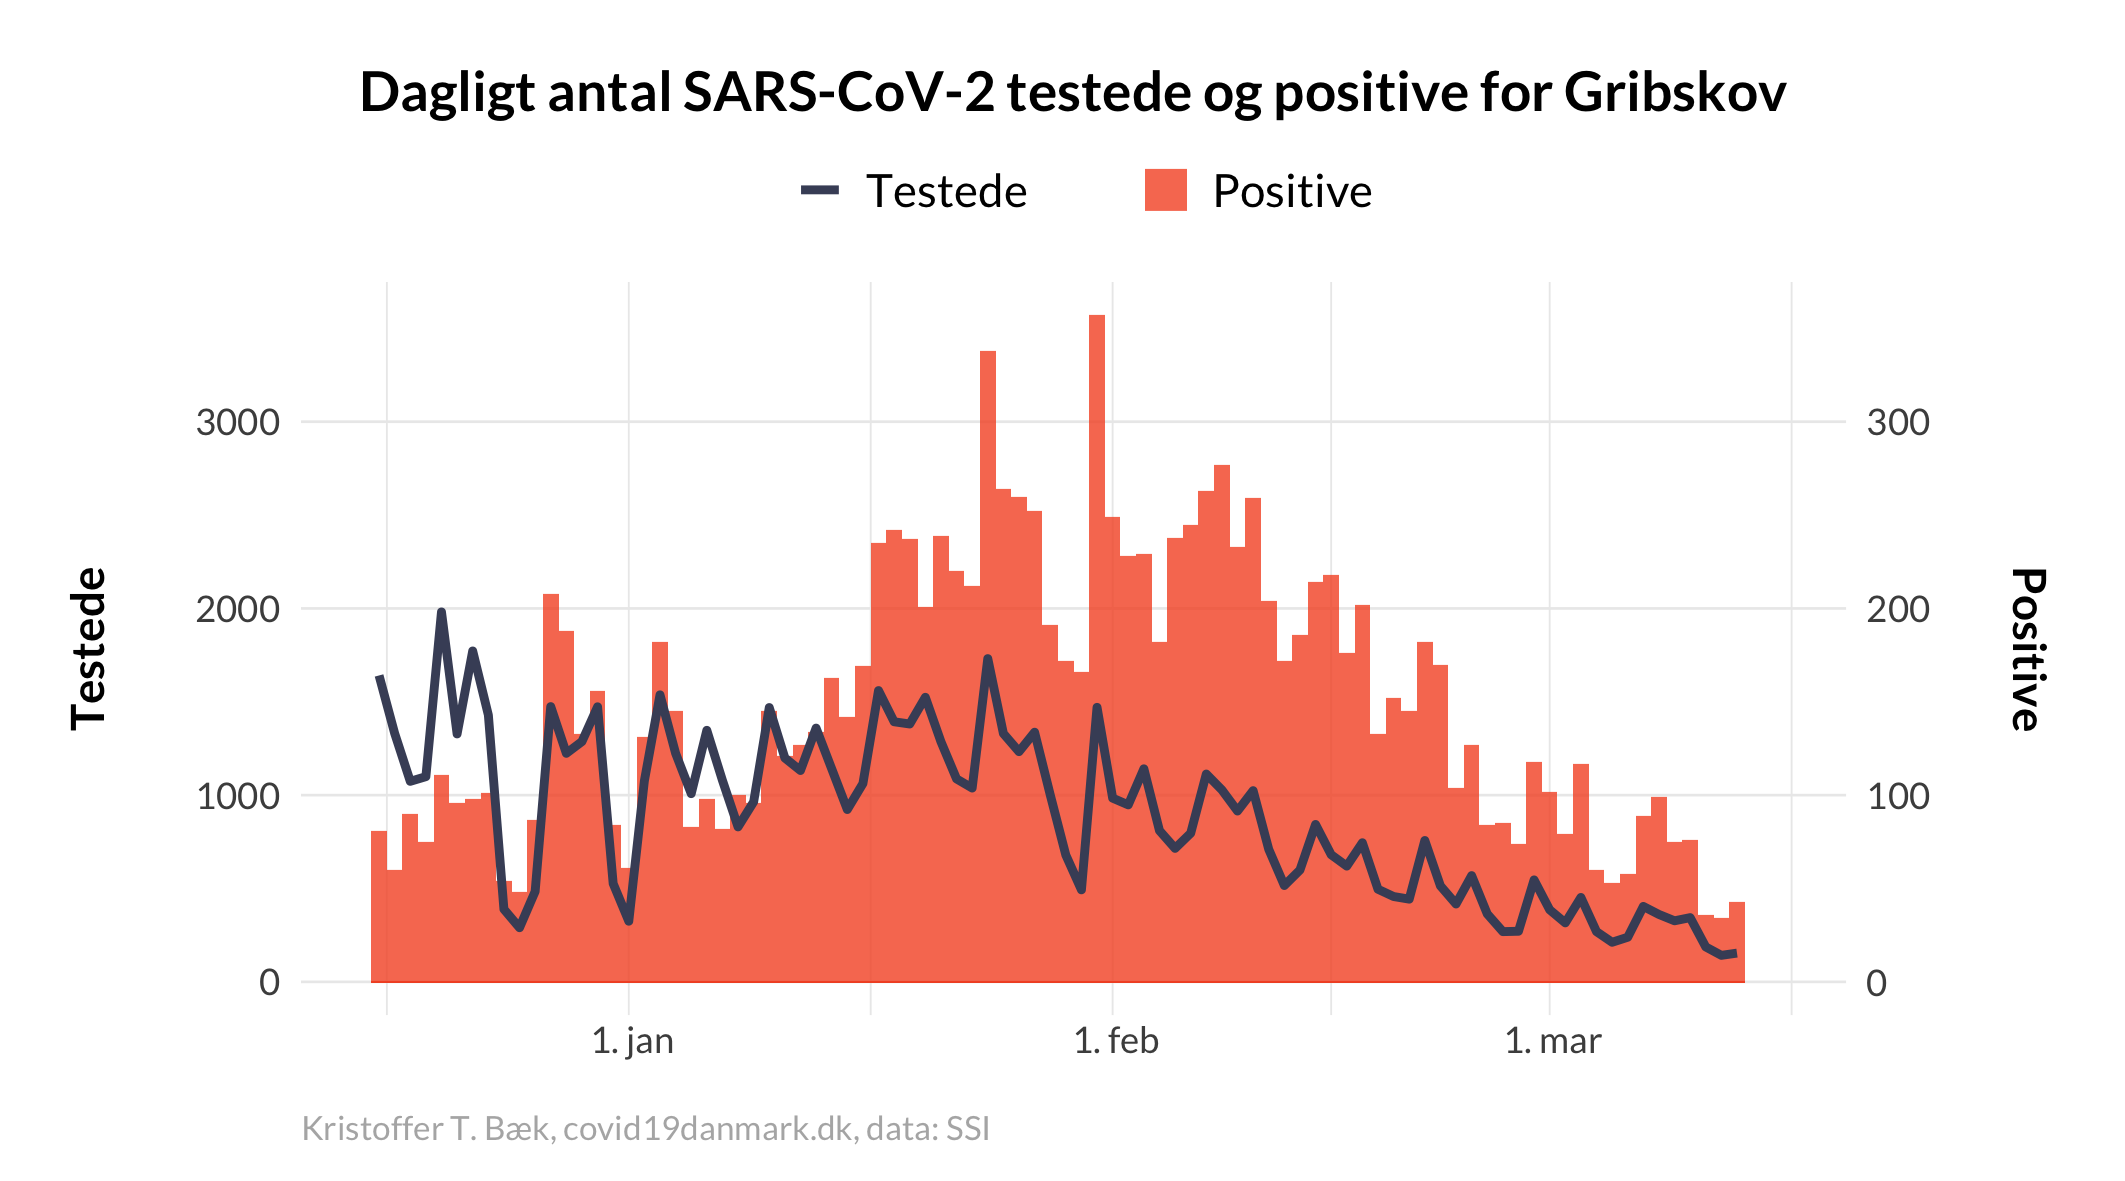 Dagligt antal SARS-CoV-2 testede og positive for Gribskov
Testede
Positive
3000
2000
1000
0
Testede
300
200
100
0
Positive
1. jan
1. feb
1. mar
Kristoffer T. Bæk, covid19danmark.dk, data: SSI